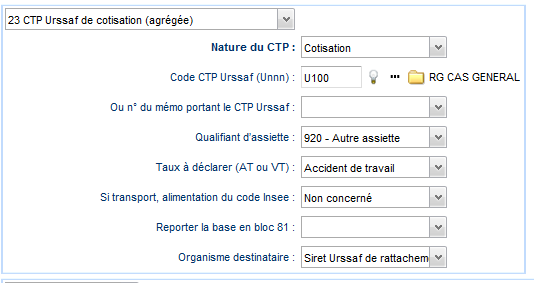 23 CTP Urssaf de cotisation (agrégée)
Nature du CTP : Cotisation
Code CTP Urssaf (Unnn) : U100 ··· RG CAS GENERAL
Ou n° du mémo portant le CTP Urssaf :
Qualifiant d'assiette : 920 - Autre assiette
Taux à déclarer (AT ou VT) : Accident de travail
Si transport, alimentation du code Insee : Non concerné
Reporter la base en bloc 81 :
Organisme destinataire : Siret Urssaf de rattachem